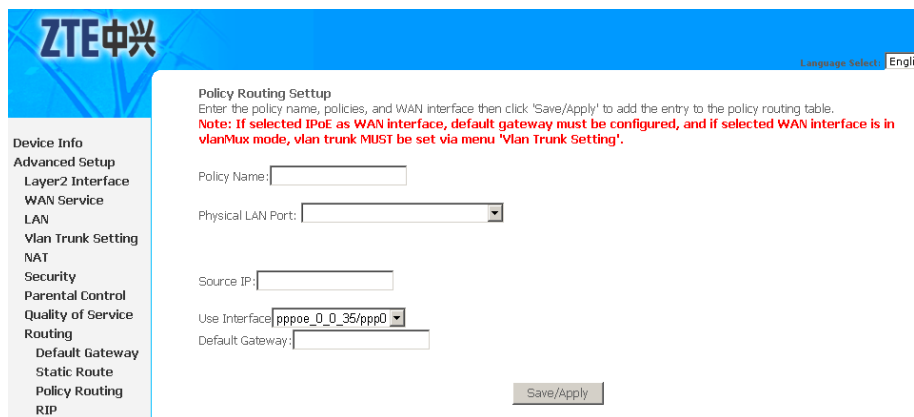 ZTE中兴
Language Select: Engli
Policy Routing Settup
Enter the policy name, policies, and WAN interface then click 'Save/Apply' to add the entry to the policy routing table.
Note: If selected IPoE as WAN interface, default gateway must be configured, and if selected WAN interface is in
vlanMux mode, vlan trunk MUST be set via menu 'Vlan Trunk Setting'.
Device Info
Advanced Setup
Layer2 Interface
WAN Service
LAN
Vlan Trunk Setting
NAT
Security
Parental Control
Quality of Service
Routing
Default Gateway
Static Route
Policy Routing
RIP
Policy Name:
Physical LAN Port:
Source IP:
Use Interface pppoe_0_0_35/ppp0
Default Gateway:
Save/Apply